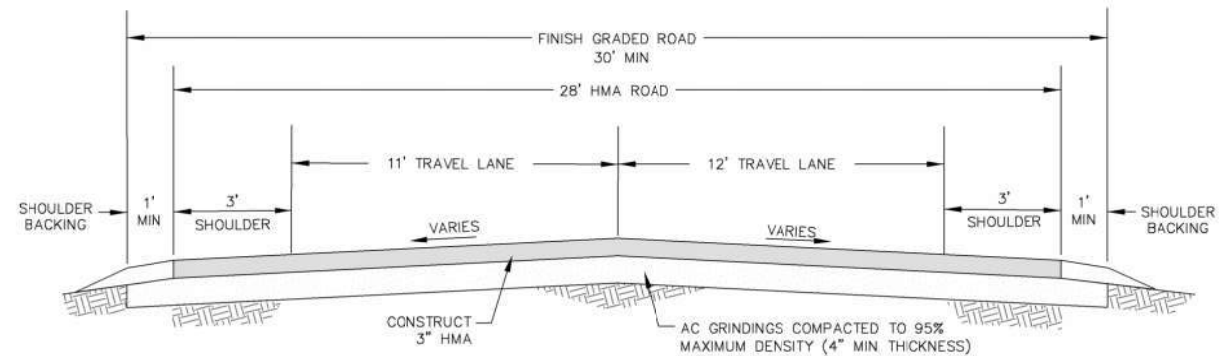 FINISH GRADED ROAD
30' MIN
28' HMA ROAD
11' TRAVEL LANE
12' TRAVEL LANE
SHOULDER
BACKING
1'
MIN
3'
SHOULDER
VARIES
VARIES
3'
SHOULDER
1'
MIN
SHOULDER
BACKING
CONSTRUCT
3" HMA
AC GRINDINGS COMPACTED TO 95%
MAXIMUM DENSITY (4" MIN THICKNESS)